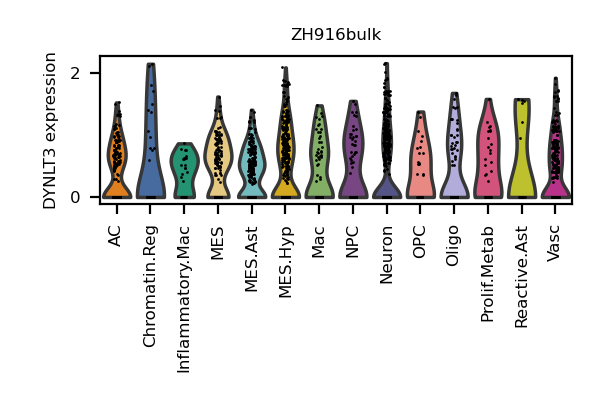 ZH916bulk
DYNLT3 expression
2
0
AC
Chromatin.Reg
Inflammatory.Mac
MES
MES.Ast
MES.Hyp
Mac
NPC
Neuron
OPC
Oligo
Prolif.Metab
Reactive.Ast
Vasc